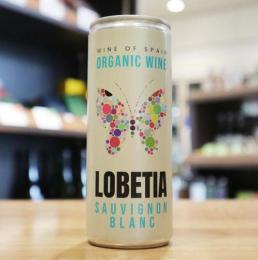 WINE OF SPAIN
ORGANIC WINE
LOBETIA
SAUVIGNON
BLANC